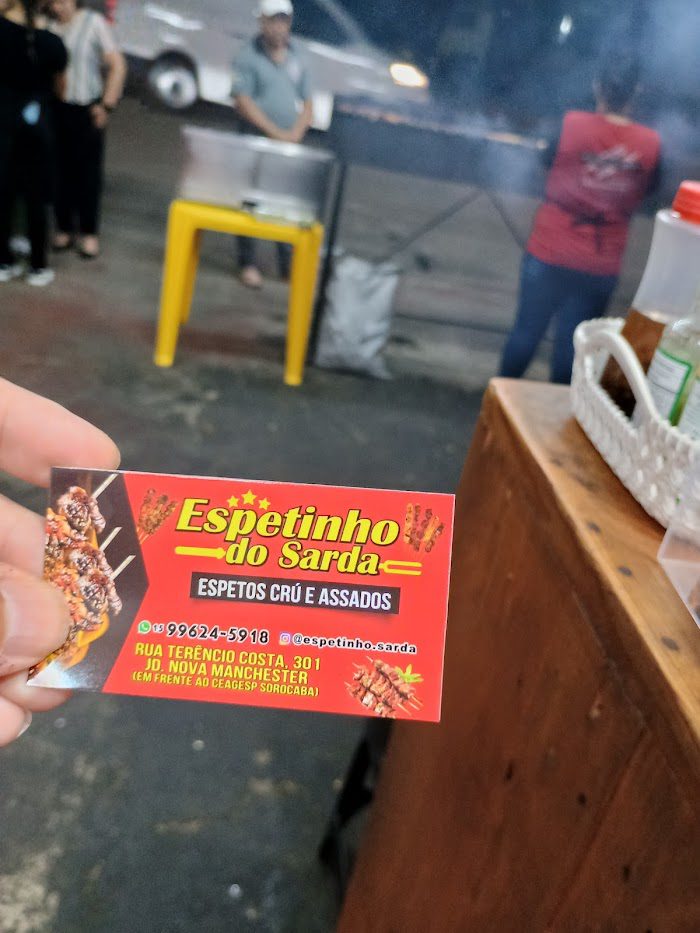 Espetinho
do Sarda
ESPETOS CRÚ E ASSADOS
15 99624-5918 @espetinho.sarda
RUA TERÊNCIO COSTA, 301
JD. NOVA MANCHESTER
(EM FRENTE AO CEAGESP SOROCABA)